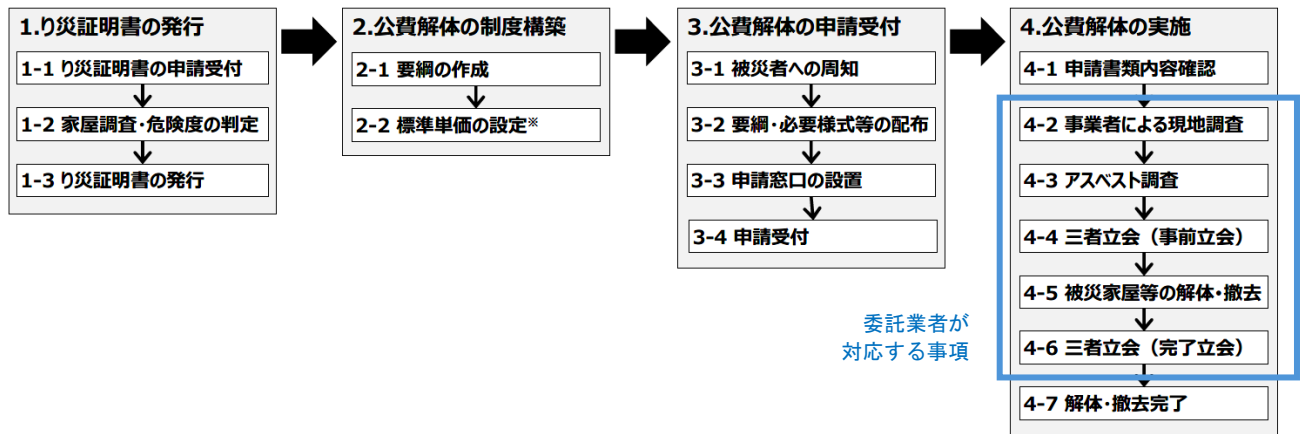 1.り災証明書の発行
1-1 り災証明書の申請受付
1-2 家屋調査・危険度の判定
1-3 り災証明書の発行
2.公費解体の制度構築
2-1 要綱の作成
2-2 標準単価の設定※
3.公費解体の申請受付
3-1 被災者への周知
3-2 要綱・必要様式等の配布
3-3 申請窓口の設置
3-4 申請受付
4.公費解体の実施
4-1 申請書類内容確認
4-2 事業者による現地調査
4-3 アスベスト調査
4-4 三者立会（事前立会）
4-5 被災家屋等の解体・撤去
4-6 三者立会（完了立会）
4-7 解体・撤去完了
委託業者が
対応する事項